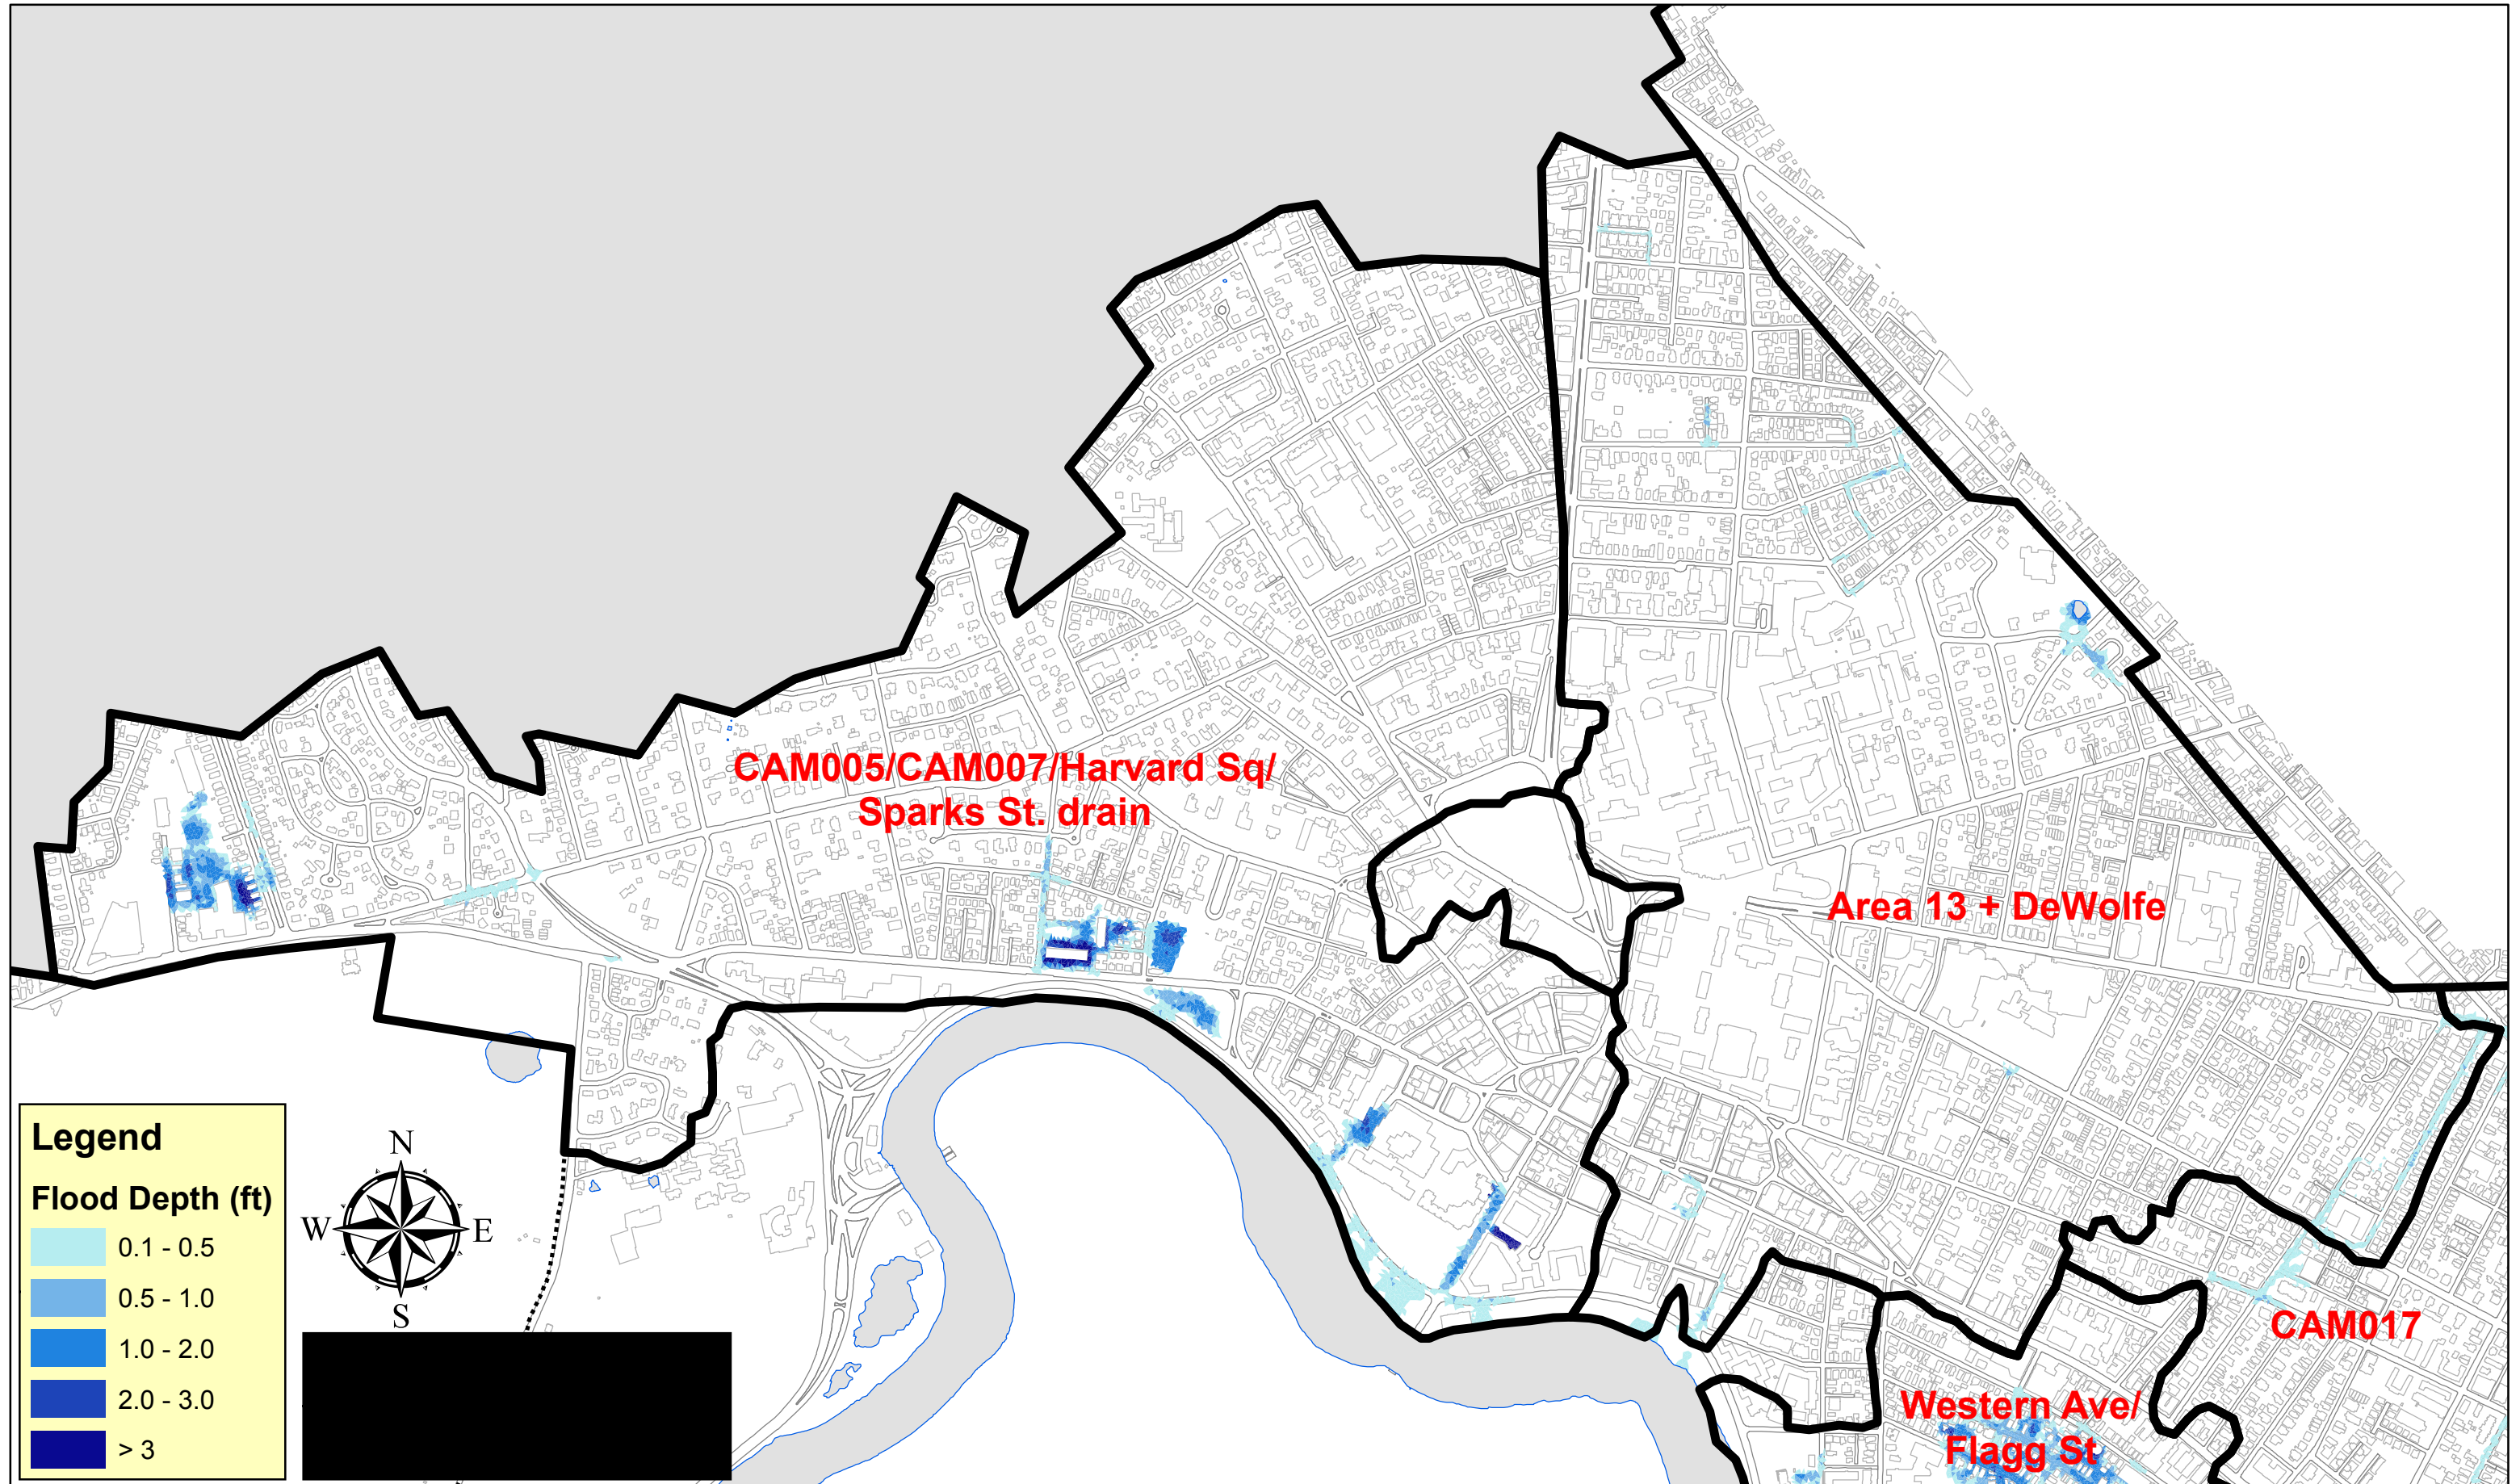 CAM005/CAM007/Harvard Sq/
Sparks St. drain
Area 13 + DeWolfe
CAM017
Western Ave/
Flagg St
Legend
Flood Depth (ft)
0.1 - 0.5
0.5 - 1.0
1.0 - 2.0
2.0 - 3.0
> 3
N
W
E
S